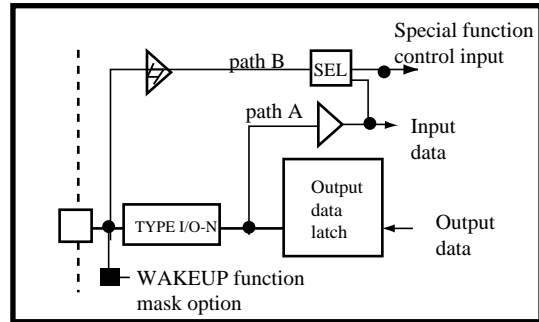 Special function
control input
path B
SEL
path A
Input
data
Output
data
latch
TYPE I/O-N
Output
data
WAKEUP function
mask option